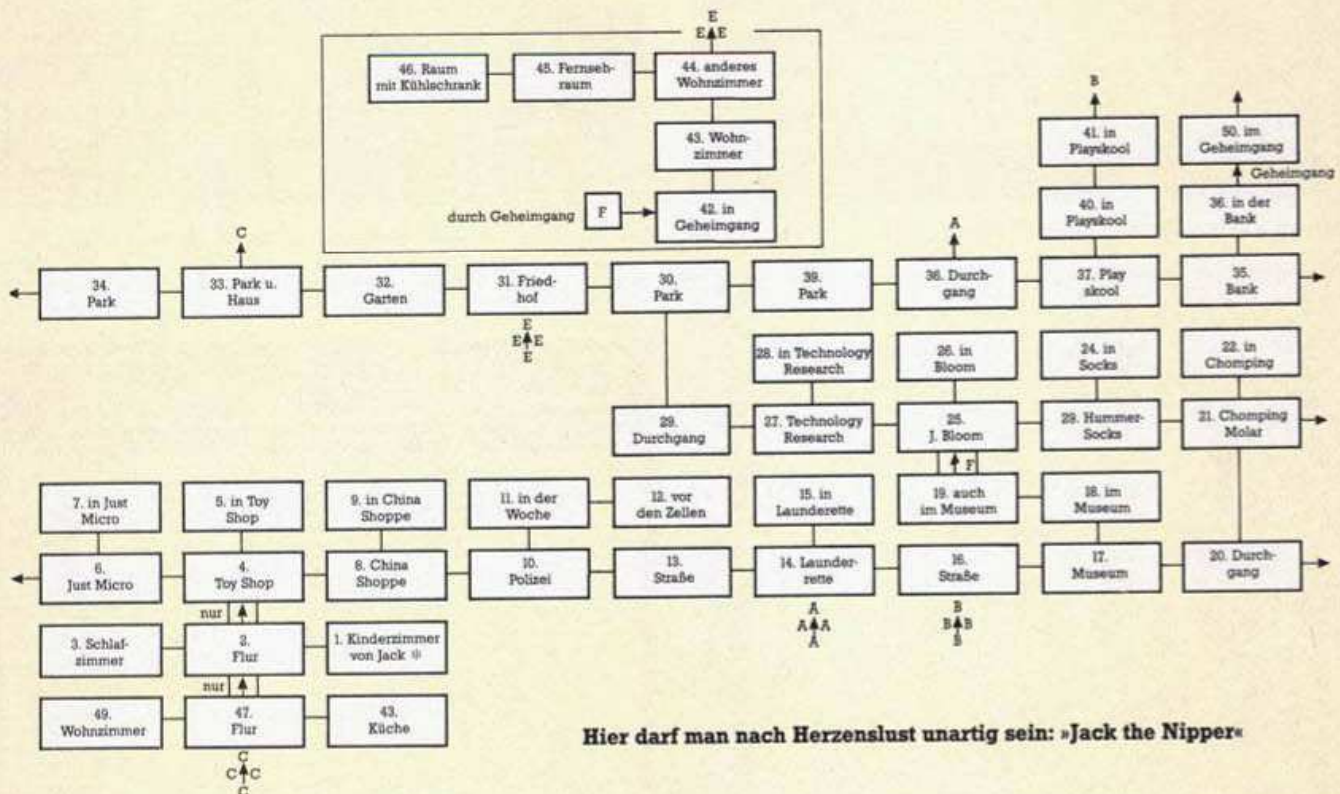 E
E E
46. Raum
mit Kühlschrank
45. Fernseh-
raum
44. anderes
Wohnzimmer
B
41. in
Playskool
50. im
Geheimgang
43. Wohn-
zimmer
Geheimgang
durch Geheimgang
F
42. in
Geheimgang
40. in
Playskool
36. in der
Bank
C
A
34.
Park
33. Park u.
Haus
32.
Garten
31. Fried-
hof
30.
Park
39.
Park
36. Durch-
gang
37. Play
skool
35.
Bank
E
E E
E
28. in Technology
Research
26. in
Bloom
24. in
Socks
22. in
Chomping
29.
Durchgang
27. Technology
Research
25.
J. Bloom
29. Hummer-
Socks
21. Chomping
Molar
F
7. in Just
Micro
5. in Toy
Shop
9. in China
Shoppe
11. in der
Woche
12. vor
den Zellen
15. in
Launderette
19. auch
im Museum
18. im
Museum
6.
Just Micro
4.
Toy Shop
8. China
Shoppe
10.
Polizei
13.
Straße
14. Launder-
rette
16.
Straße
17.
Museum
20. Durch-
gang
nur
A
A A
A
B
B B
B
3. Schlaf-
zimmer
2.
Flur
1. Kinderzimmer
von Jack ❊
nur
49.
Wohnzimmer
47.
Flur
43.
Küche
C
C C
C
Hier darf man nach Herzenslust unartig sein: »Jack the Nipper«